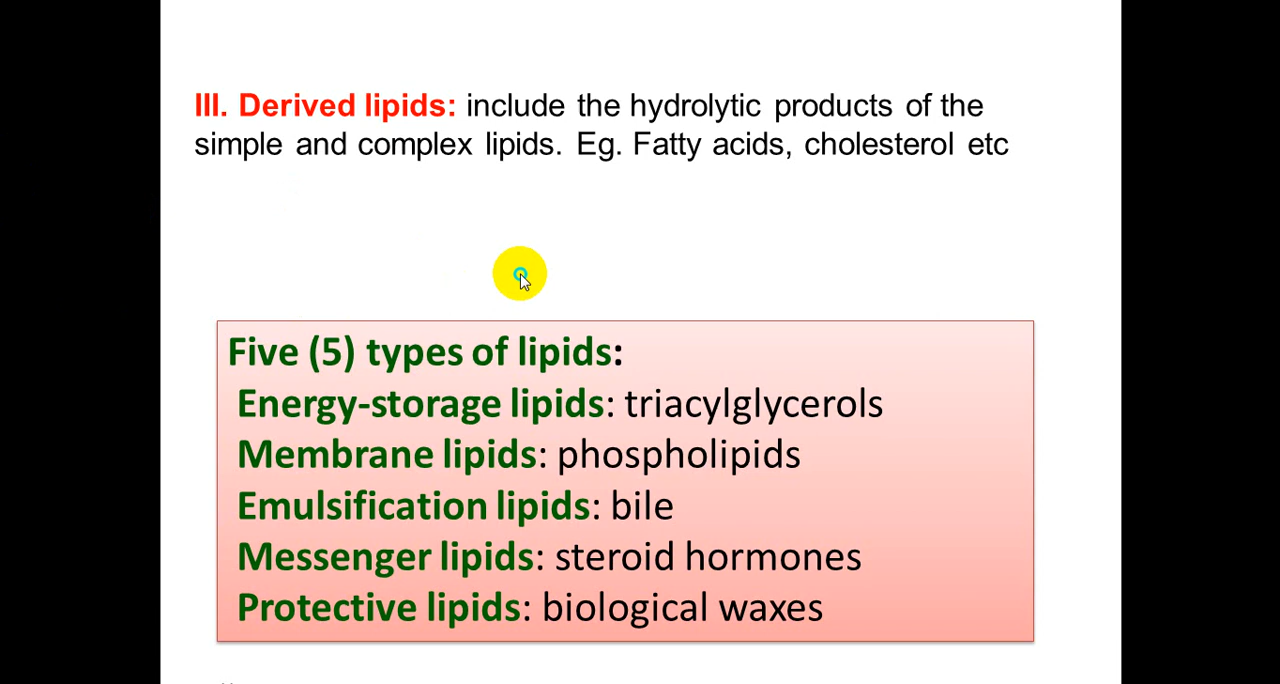 III. Derived lipids: include the hydrolytic products of the
simple and complex lipids. Eg. Fatty acids, cholesterol etc
Five (5) types of lipids:
Energy-storage lipids: triacylglycerols
Membrane lipids: phospholipids
Emulsification lipids: bile
Messenger lipids: steroid hormones
Protective lipids: biological waxes